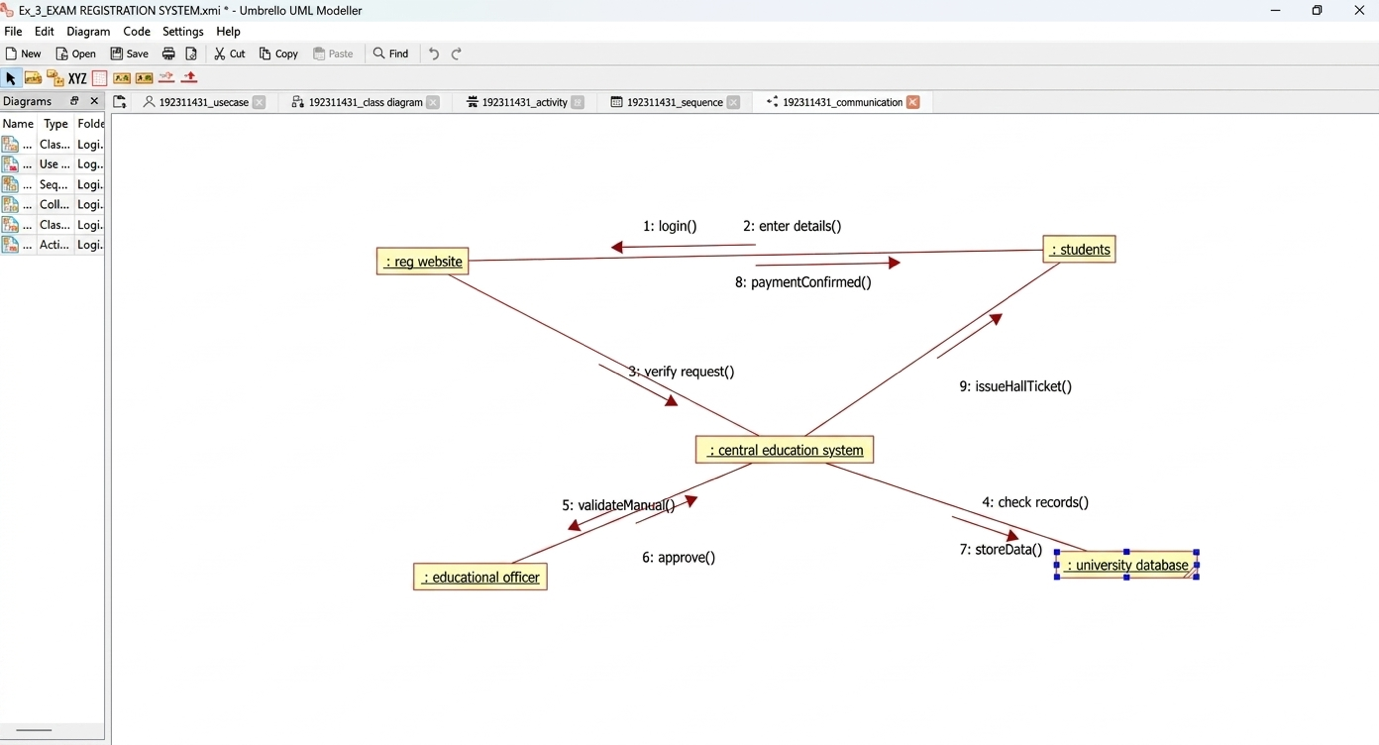 Ex_3_EXAM REGISTRATION SYSTEM.xmi * - Umbrello UML Modeller
File Edit Diagram Code Settings Help
New Open Save Cut Copy Paste Find
XYZ
Diagrams 192311431_usecase 192311431_class diagram 192311431_activity 192311431_sequence 192311431_communication
Name Type Folde
... Clas... Logi.
... Use ... Log..
... Seq... Logi.
... Coll... Logi.
... Clas... Logi.
... Acti... Logi.
1: login() 2: enter details()
: reg website : students
8: paymentConfirmed()
3: verify request()
9: issueHallTicket()
: central education system
5: validateManual() 4: check records()
6: approve() 7: storeData()
: educational officer : university database